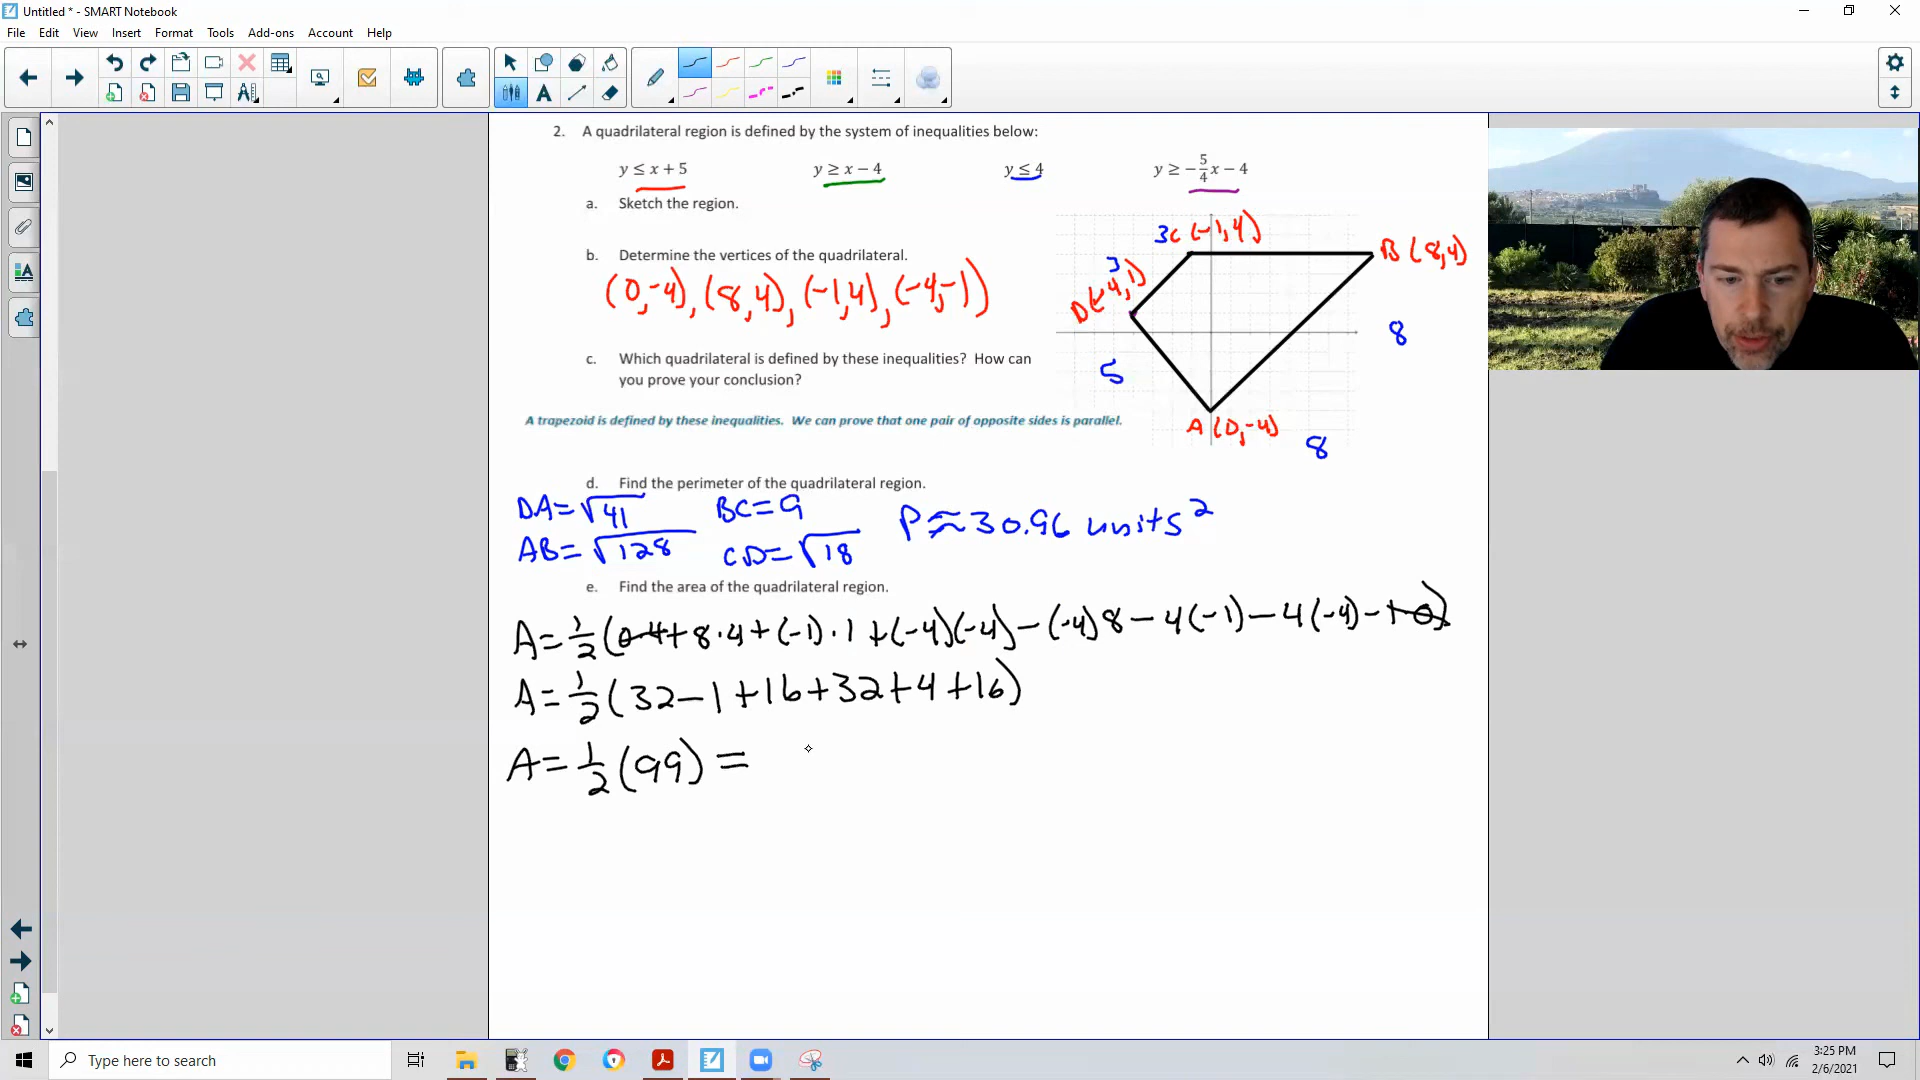 Untitled * - SMART Notebook
File Edit View Insert Format Tools Add-ons Account Help
2. A quadrilateral region is defined by the system of inequalities below:
y ≤ x + 5 y ≥ x − 4 y ≤ 4 y ≥ −5/4x − 4
a. Sketch the region.
3 C (-1,4)
B (8,4)
3
D (-4,1)
b. Determine the vertices of the quadrilateral.
(0,-4), (8,4), (-1,4), (-4,-1)
8
5
c. Which quadrilateral is defined by these inequalities? How can
you prove your conclusion?
A trapezoid is defined by these inequalities. We can prove that one pair of opposite sides is parallel.
A (0,-4)
8
d. Find the perimeter of the quadrilateral region.
DA = √41 BC = 9 P ≈ 30.96 units²
AB = √128 CD = √18
e. Find the area of the quadrilateral region.
A = 1/2 (0·4 + 8·4 + (-1)·1 + (-4)(-4) - (-4)8 - 4(-1) - 4(-4) - 1·0)
A = 1/2 (32 - 1 + 16 + 32 + 4 + 16)
A = 1/2 (99) =
Type here to search
3:25 PM
2/6/2021